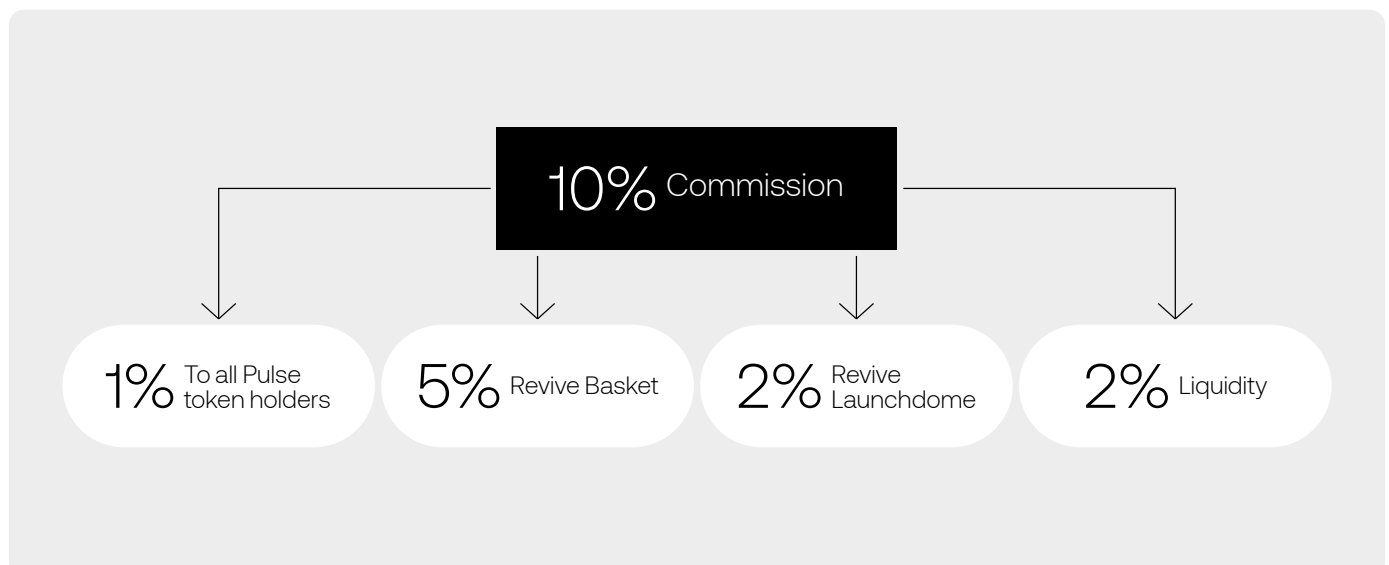 10% Commission
1% To all Pulse
token holders
5% Revive Basket
2% Revive
Launchdome
2% Liquidity